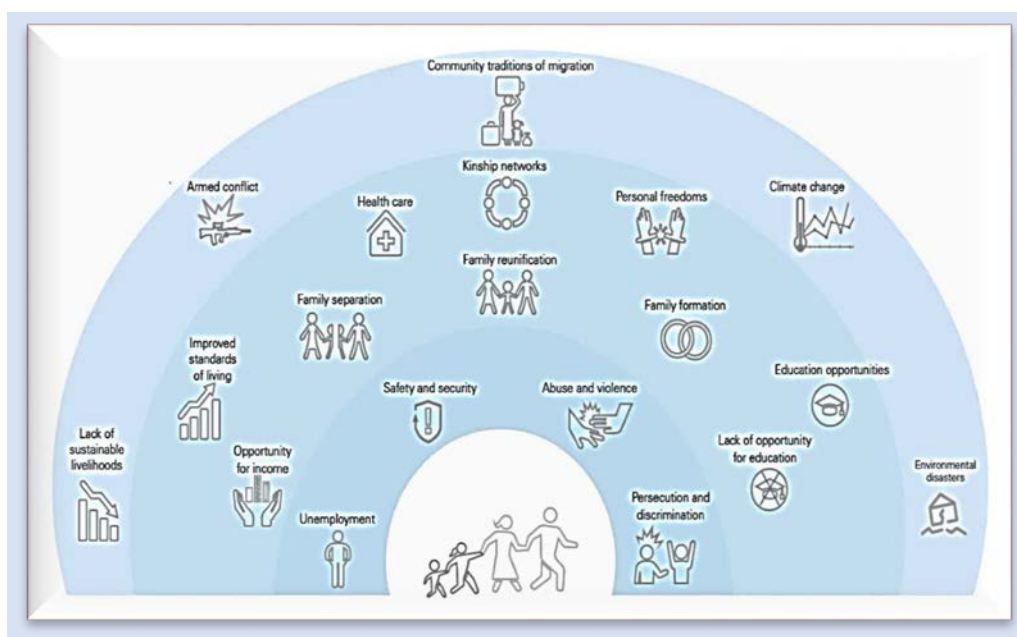 Community traditions of migration
Kinship networks
Armed conflict
Climate change
Health care
Personal freedoms
Family reunification
Family separation
Family formation
Improved
standards
of living
Education opportunities
Safety and security
Abuse and violence
Lack of
sustainable
livelihoods
Opportunity
for income
Lack of opportunity
for education
Environmental
disasters
Unemployment
Persecution and
discrimination